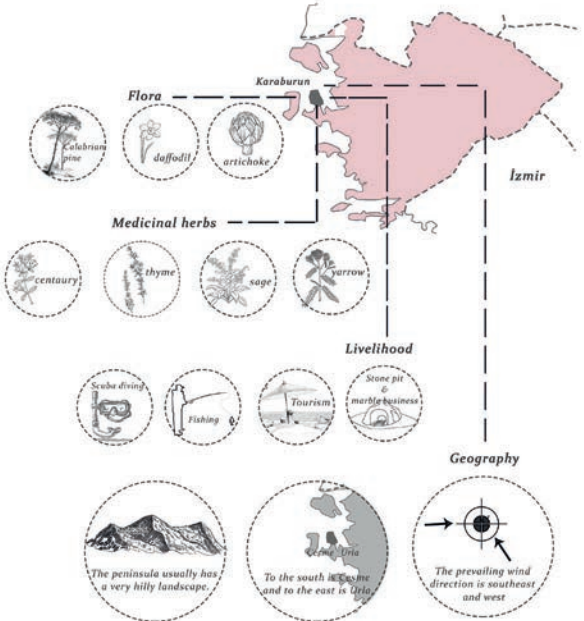 Karaburun
Flora
İzmir
Calabrian
pine
daffodil
artichoke
Medicinal herbs
centaury
thyme
sage
yarrow
Livelihood
Scuba diving
Fishing
Tourism
Stone pit
&
marble business
Geography
The peninsula usually has
a very hilly landscape.
Çesme Urla
To the south is Çesme
and to the east is Urla.
The prevailing wind
direction is southeast
and west